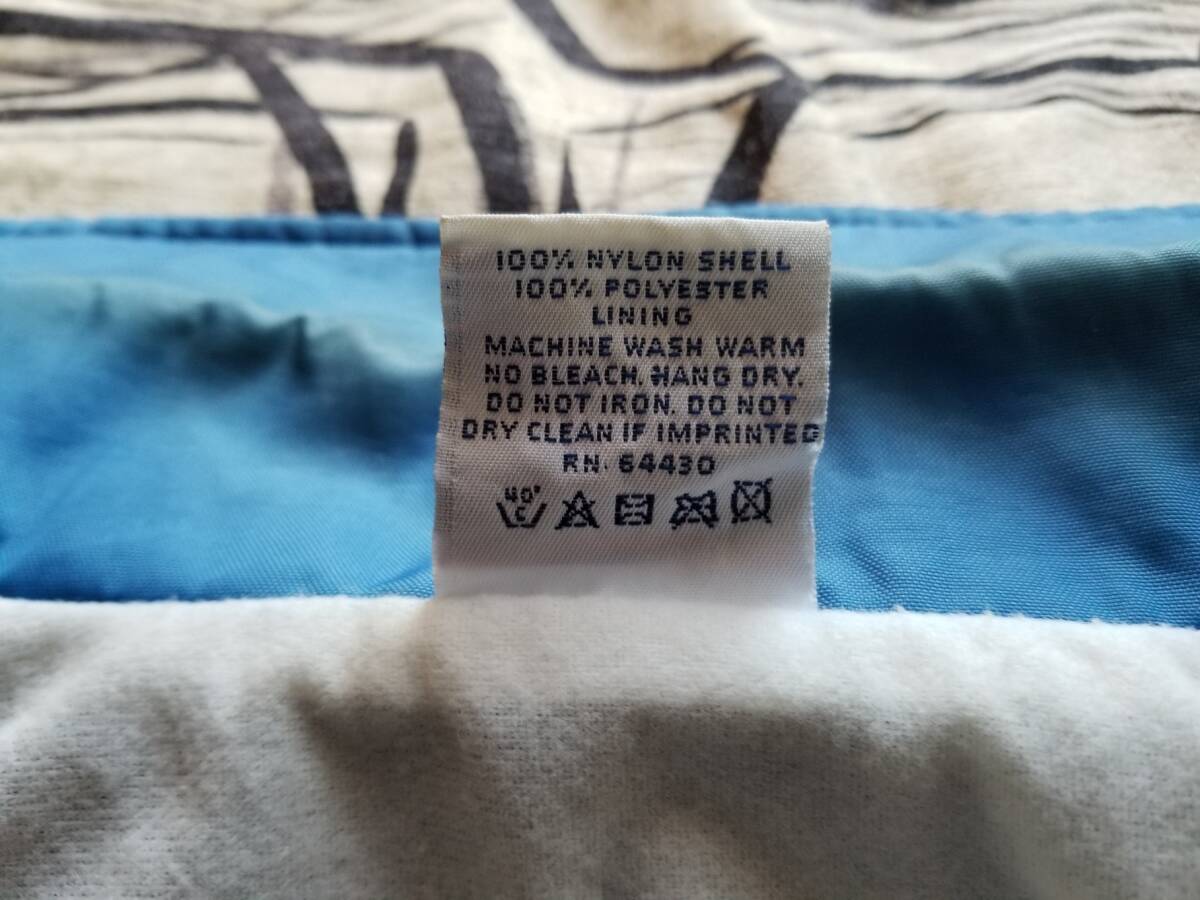 100% NYLON SHELL
100% POLYESTER
LINING
MACHINE WASH WARM
NO BLEACH. HANG DRY.
DO NOT IRON. DO NOT
DRY CLEAN IF IMPRINTED
RN. 64430
40°
C